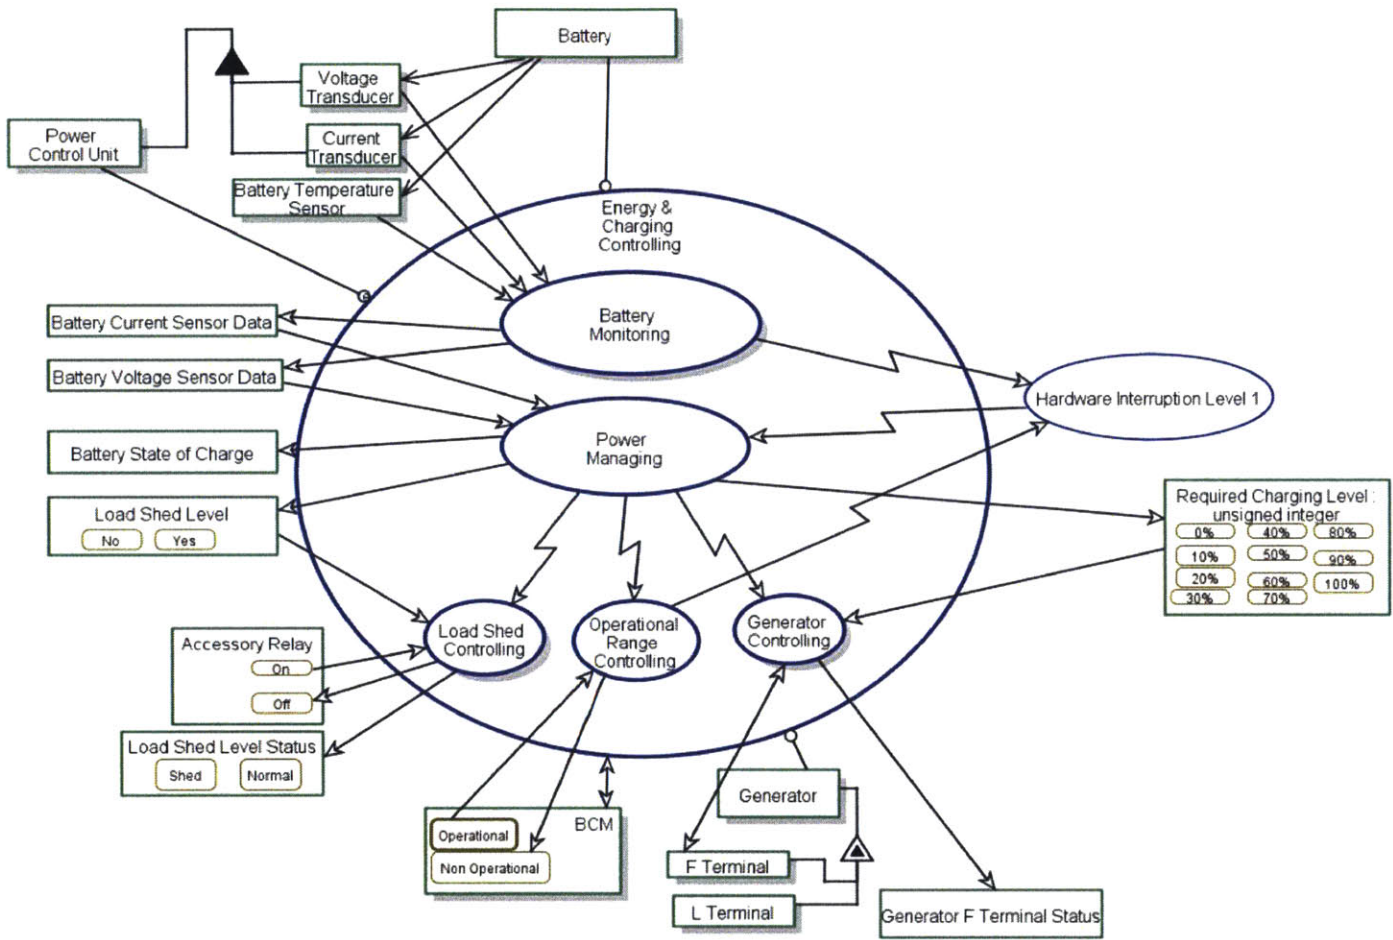 Battery
Voltage
Transducer
Power
Control Unit
Current
Transducer
Battery Temperature
Sensor
Energy &
Charging
Controlling
Battery
Monitoring
Battery Current Sensor Data
Battery Voltage Sensor Data
Hardware Interruption Level 1
Power
Managing
Battery State of Charge
Load Shed Level
No
Yes
Required Charging Level :
unsigned integer
0%
40%
80%
10%
50%
90%
20%
60%
100%
30%
70%
Load Shed
Controlling
Operational
Range
Controlling
Generator
Controlling
Accessory Relay
On
Off
Load Shed Level Status
Shed
Normal
BCM
Operational
Non Operational
Generator
F Terminal
L Terminal
Generator F Terminal Status